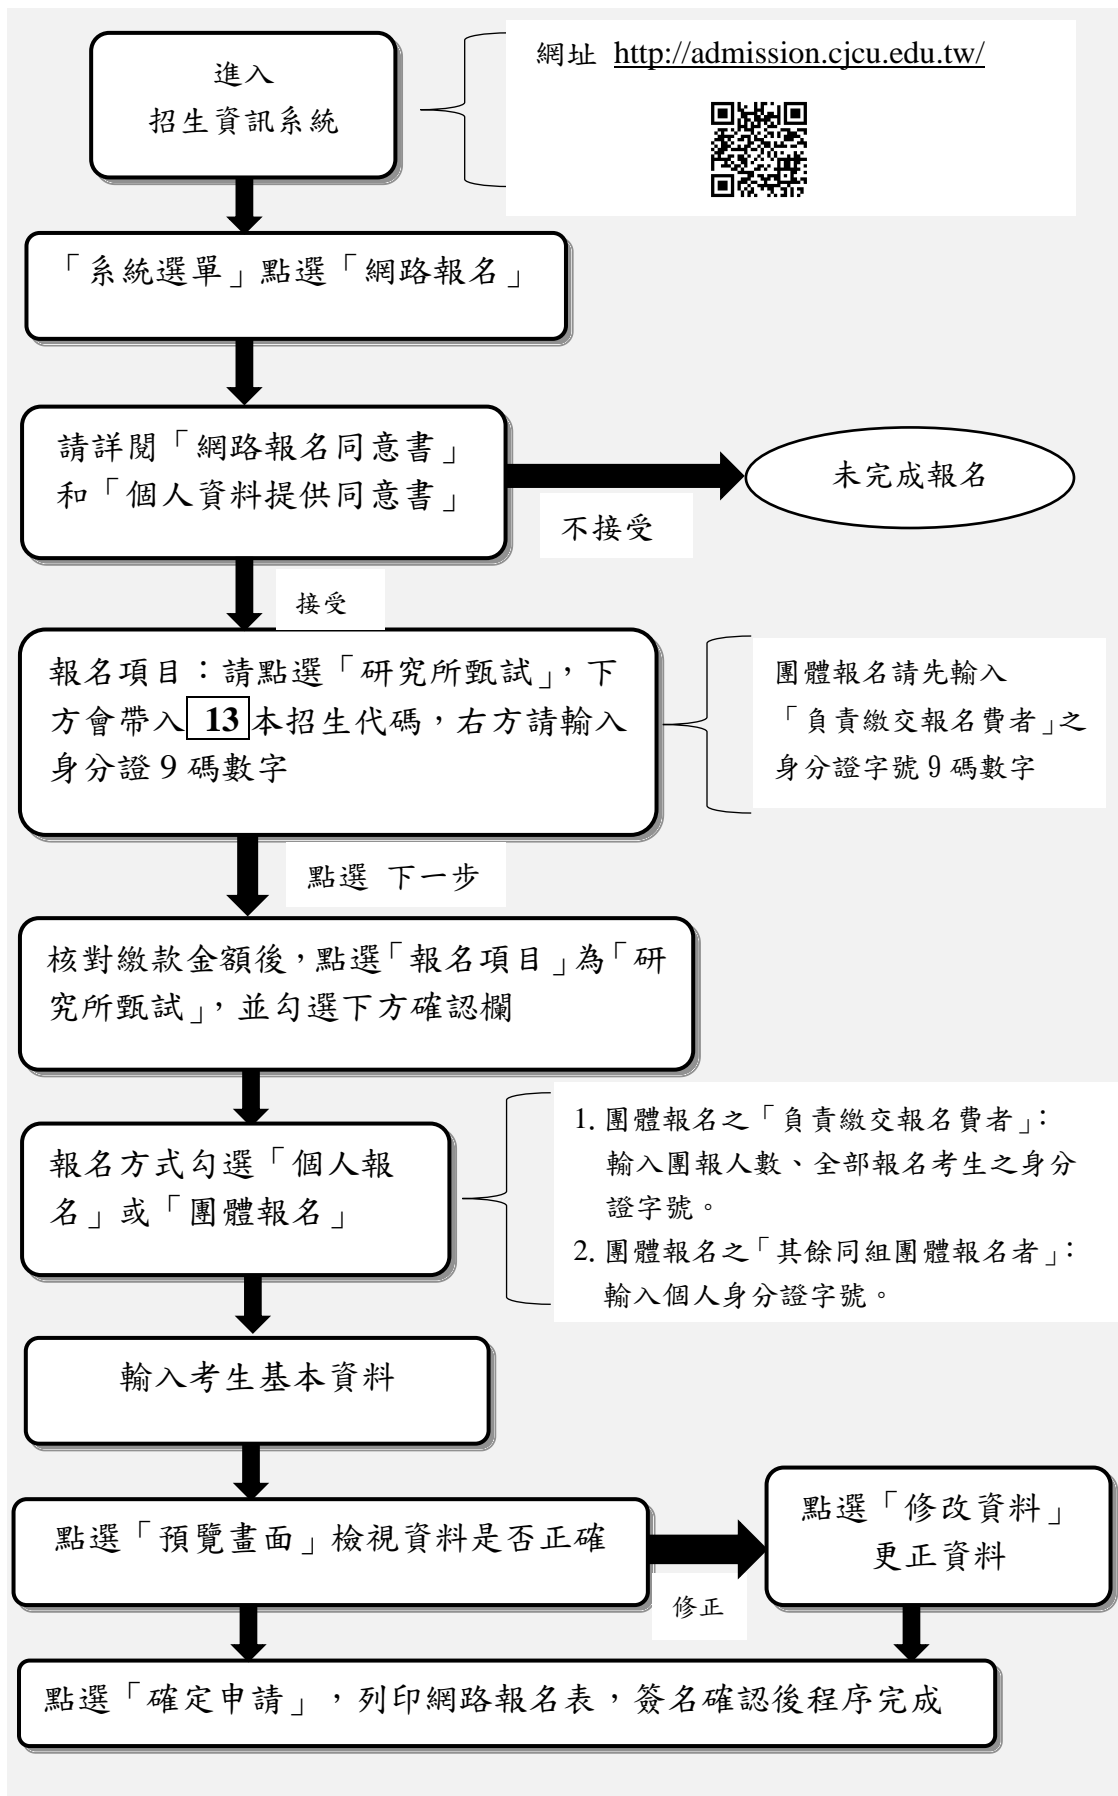 進入
招生資訊系統
網址 http://admission.cjcu.edu.tw/
「系統選單」點選「網路報名」
請詳閱「網路報名同意書」
和「個人資料提供同意書」
未完成報名
不接受
接受
報名項目：請點選「研究所甄試」，下
方會帶入 13 本招生代碼，右方請輸入
身分證 9 碼數字
團體報名請先輸入
「負責繳交報名費者」之
身分證字號 9 碼數字
點選 下一步
核對繳款金額後，點選「報名項目」為「研
究所甄試」，並勾選下方確認欄
報名方式勾選「個人報
名」或「團體報名」
1. 團體報名之「負責繳交報名費者」：
輸入團報人數、全部報名考生之身分
證字號。
2. 團體報名之「其餘同組團體報名者」：
輸入個人身分證字號。
輸入考生基本資料
點選「預覽畫面」檢視資料是否正確
點選「修改資料」
更正資料
修正
點選「確定申請」，列印網路報名表，簽名確認後程序完成